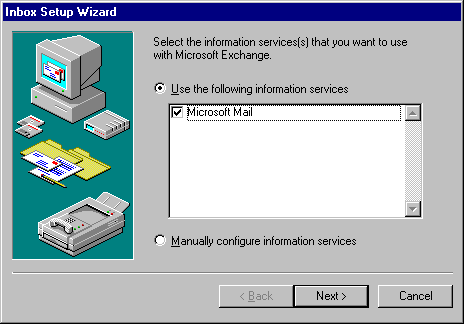 Inbox Setup Wizard
Select the information services(s) that you want to use
with Microsoft Exchange.
Use the following information services
Microsoft Mail
Manually configure information services
< Back
Next >
Cancel